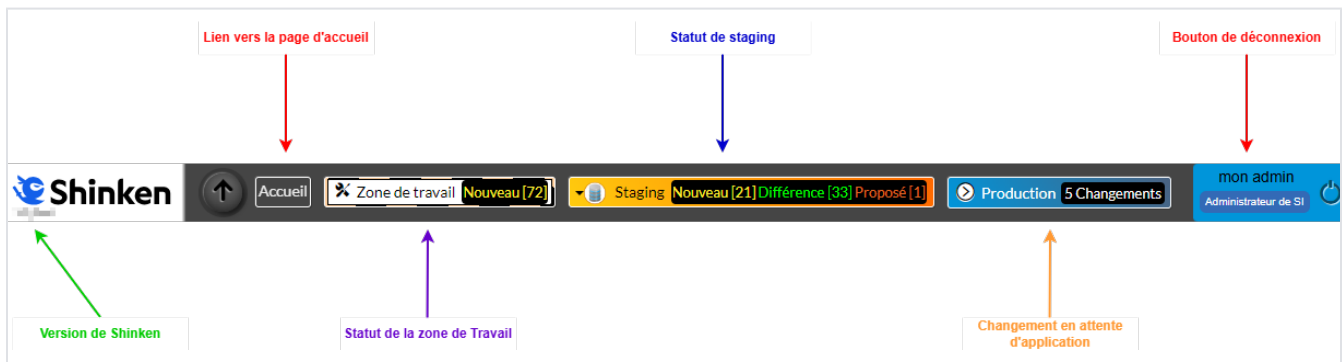 Lien vers la page d'accueil
Statut de staging
Bouton de déconnexion
Shinken
Accueil
Zone de travail Nouveau [72]
Staging Nouveau [21] Différence [33] Proposé [1]
Production 5 Changements
mon admin
Administrateur de SI
Version de Shinken
Statut de la zone de Travail
Changement en attente
d'application